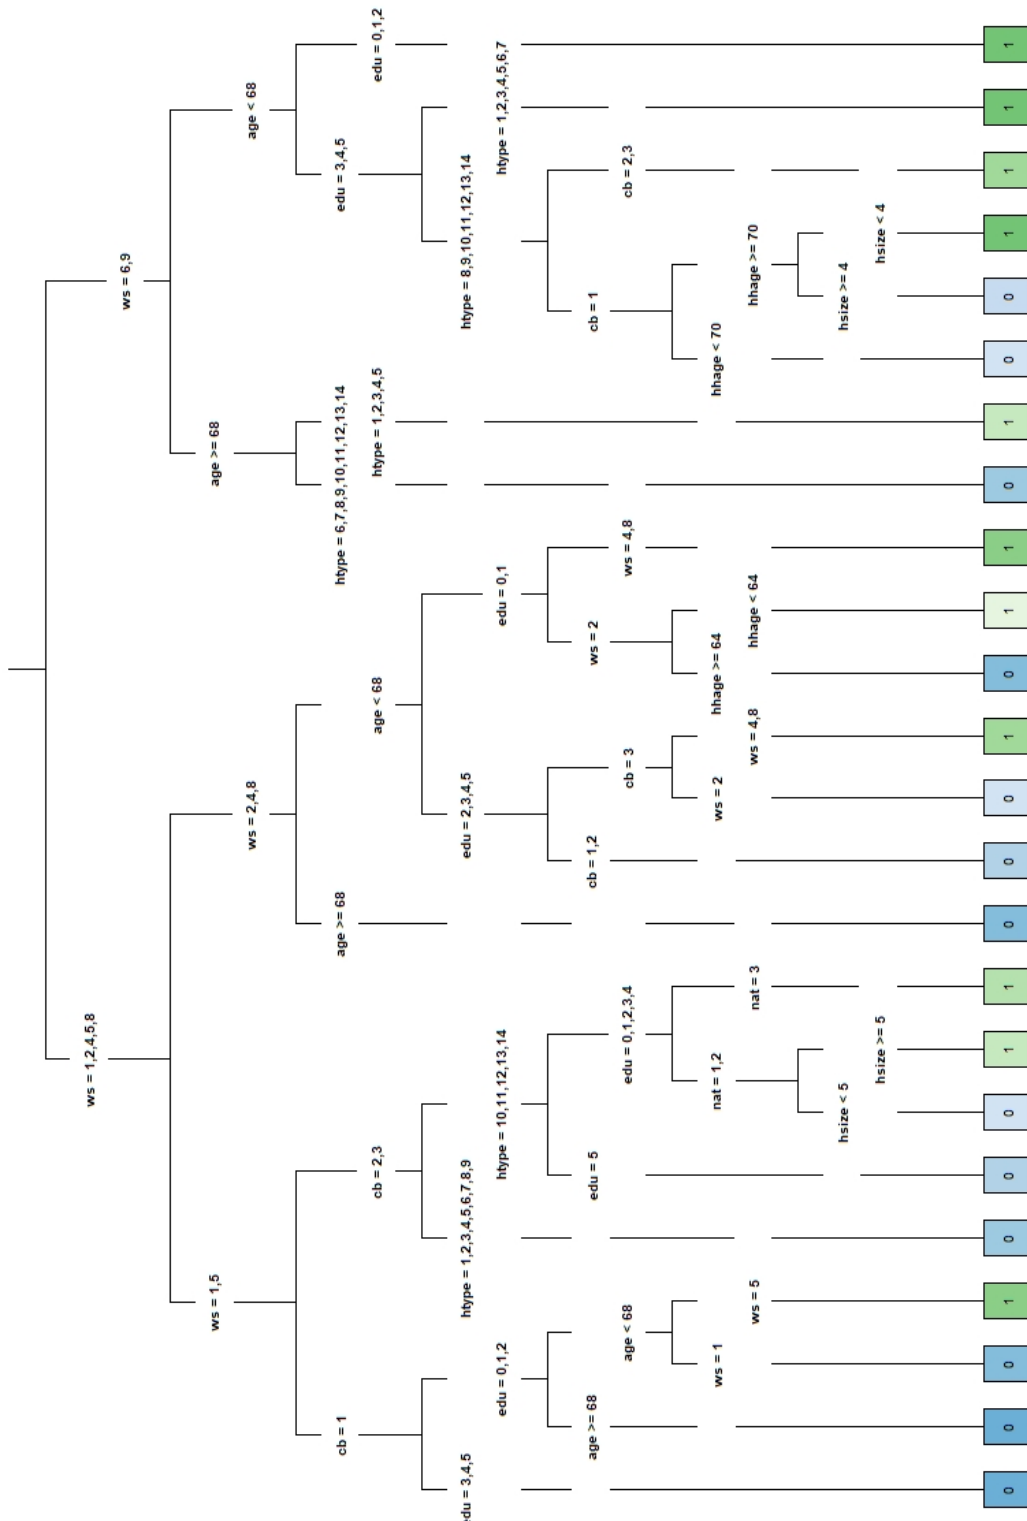 ws = 1,2,4,5,8
ws = 6,9
ws = 1,5
ws = 2,4,8
age >= 68
age < 68
cb = 1
cb = 2,3
age >= 68
age < 68
htype = 6,7,8,9,10,11,12,13,14
htype = 1,2,3,4,5
edu = 3,4,5
edu = 0,1,2
edu = 3,4,5
edu = 0,1,2
htype = 1,2,3,4,5,6,7,8,9
htype = 10,11,12,13,14
edu = 2,3,4,5
edu = 0,1
htype = 8,9,10,11,12,13,14
htype = 1,2,3,4,5,6,7
age >= 68
age < 68
edu = 5
edu = 0,1,2,3,4
cb = 1,2
cb = 3
ws = 2
ws = 4,8
cb = 1
cb = 2,3
ws = 1
ws = 5
nat = 1,2
nat = 3
ws = 2
ws = 4,8
hhage >= 64
hhage < 64
hhage < 70
hhage >= 70
hsize < 5
hsize >= 5
hsize >= 4
hsize < 4
0
0
0
1
0
0
0
1
1
0
0
0
1
0
1
1
0
1
0
0
1
1
1
1